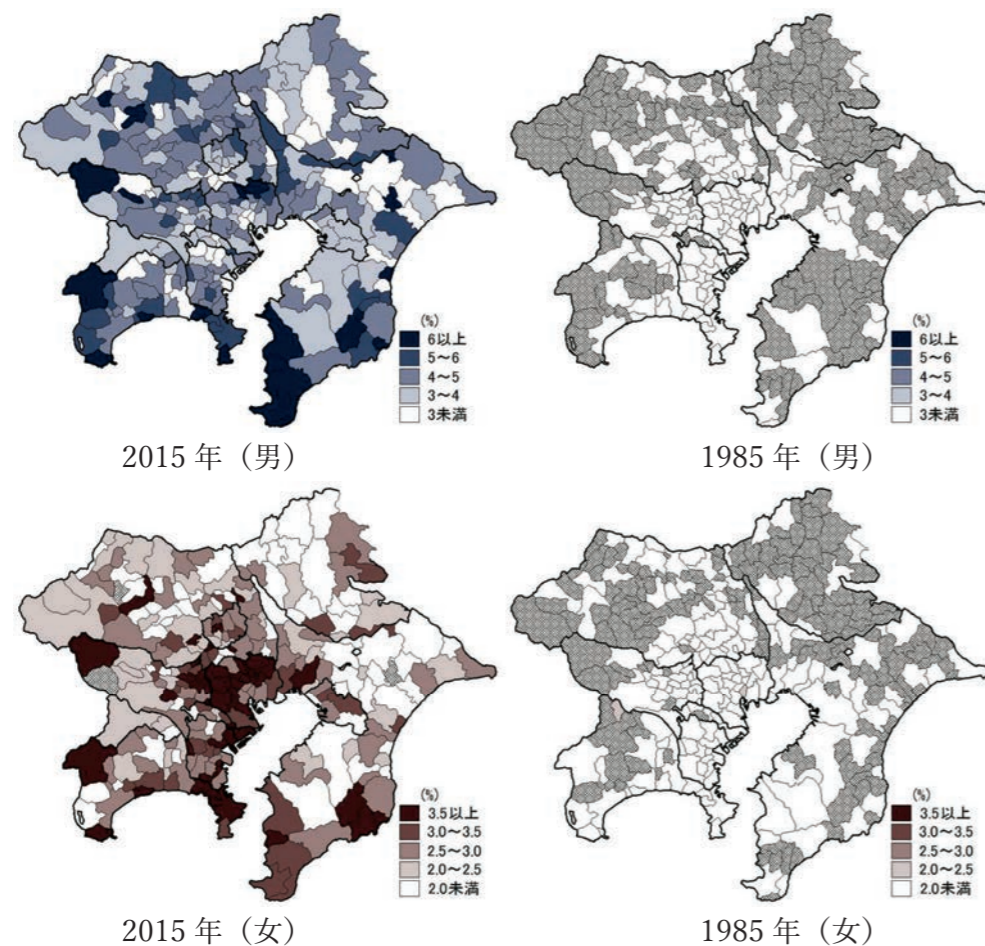 (%)
6以上
5～6
4～5
3～4
3未満
2015 年（男）
(%)
6以上
5～6
4～5
3～4
3未満
1985 年（男）
(%)
3.5以上
3.0～3.5
2.5～3.0
2.0～2.5
2.0未満
2015 年（女）
(%)
3.5以上
3.0～3.5
2.5～3.0
2.0～2.5
2.0未満
1985 年（女）